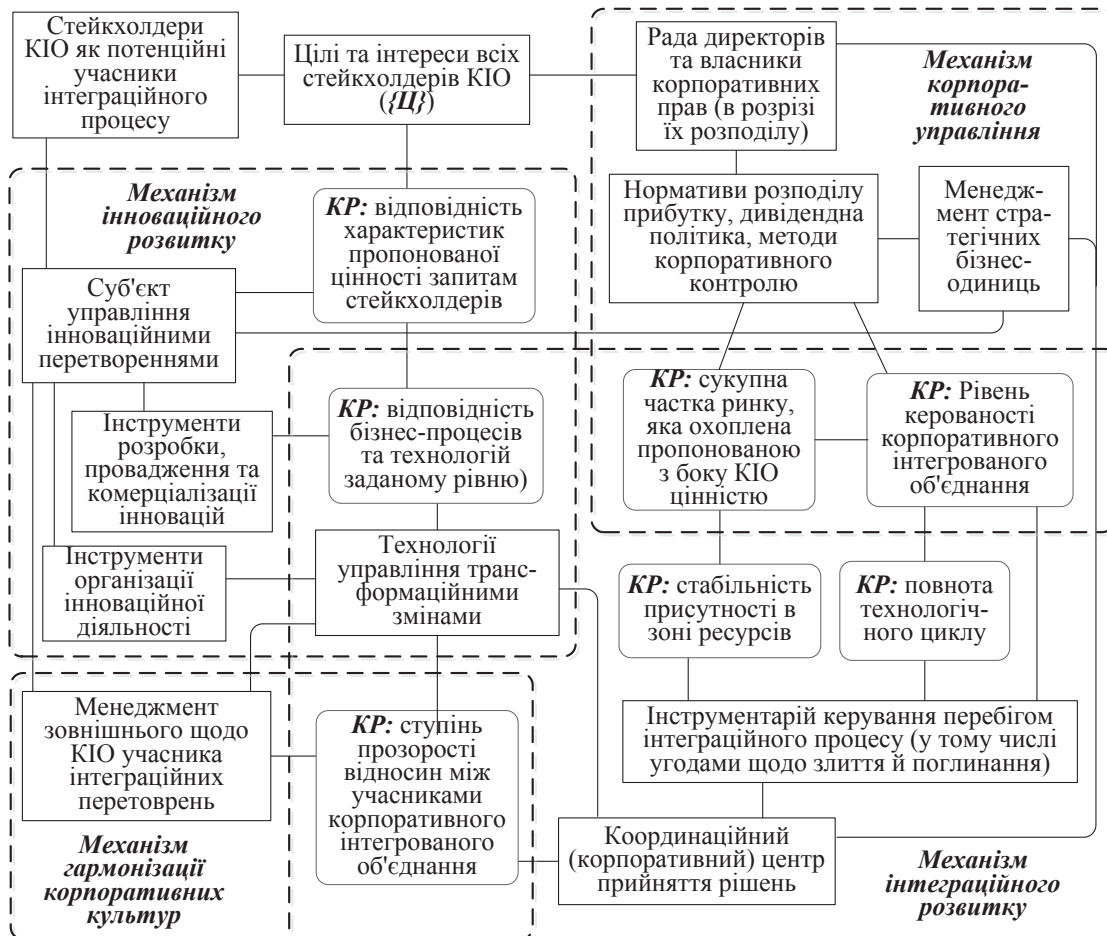 Стейкхолдери
КІО як потенційні
учасники
інтеграційного
процесу
Цілі та інтереси всіх
стейкхолдерів КІО
({Ц})
Рада директорів
та власники
корпоративних
прав (в розрізі
їх розподілу)
Механізм
корпора-
тивного
управління
Механізм
інноваційного
розвитку
КР: відповідність
характеристик
пропонованої
цінності запитам
стейкхолдерів
Нормативи розподілу
прибутку, дивідендна
політика, методи
корпоративного
контролю
Менедж-
мент стра-
тегічних
бізнес-
одиниць
Суб'єкт
управління
інноваційними
перетвореннями
КР: відповідність
бізнес-процесів
та технологій
заданому рівню)
КР: сукупна
частка ринку,
яка охоплена
пропонованою
з боку КІО
цінністю
КР: Рівень
керованості
корпоративного
інтегрованого
об'єднання
Інструменти
розробки,
провадження та
комерціалізації
інновацій
Інструменти
організації
інноваційної
діяльності
Технології
управління транс-
формаційними
змінами
КР: стабільність
присутності в
зоні ресурсів
КР: повнота
технологіч-
ного циклу
Менеджмент
зовнішнього щодо
КІО учасника
інтеграційних
перетоврень
КР: ступінь
прозорості
відносин між
учасниками
корпоративного
інтегрованого
об'єднання
Інструментарій керування перебігом
інтеграційного процесу (у тому числі
угодами щодо злиття й поглинання)
Механізм
гармонізації
корпоративних
культур
Координаційний
(корпоративний) центр
прийняття рішень
Механізм
інтеграційного
розвитку